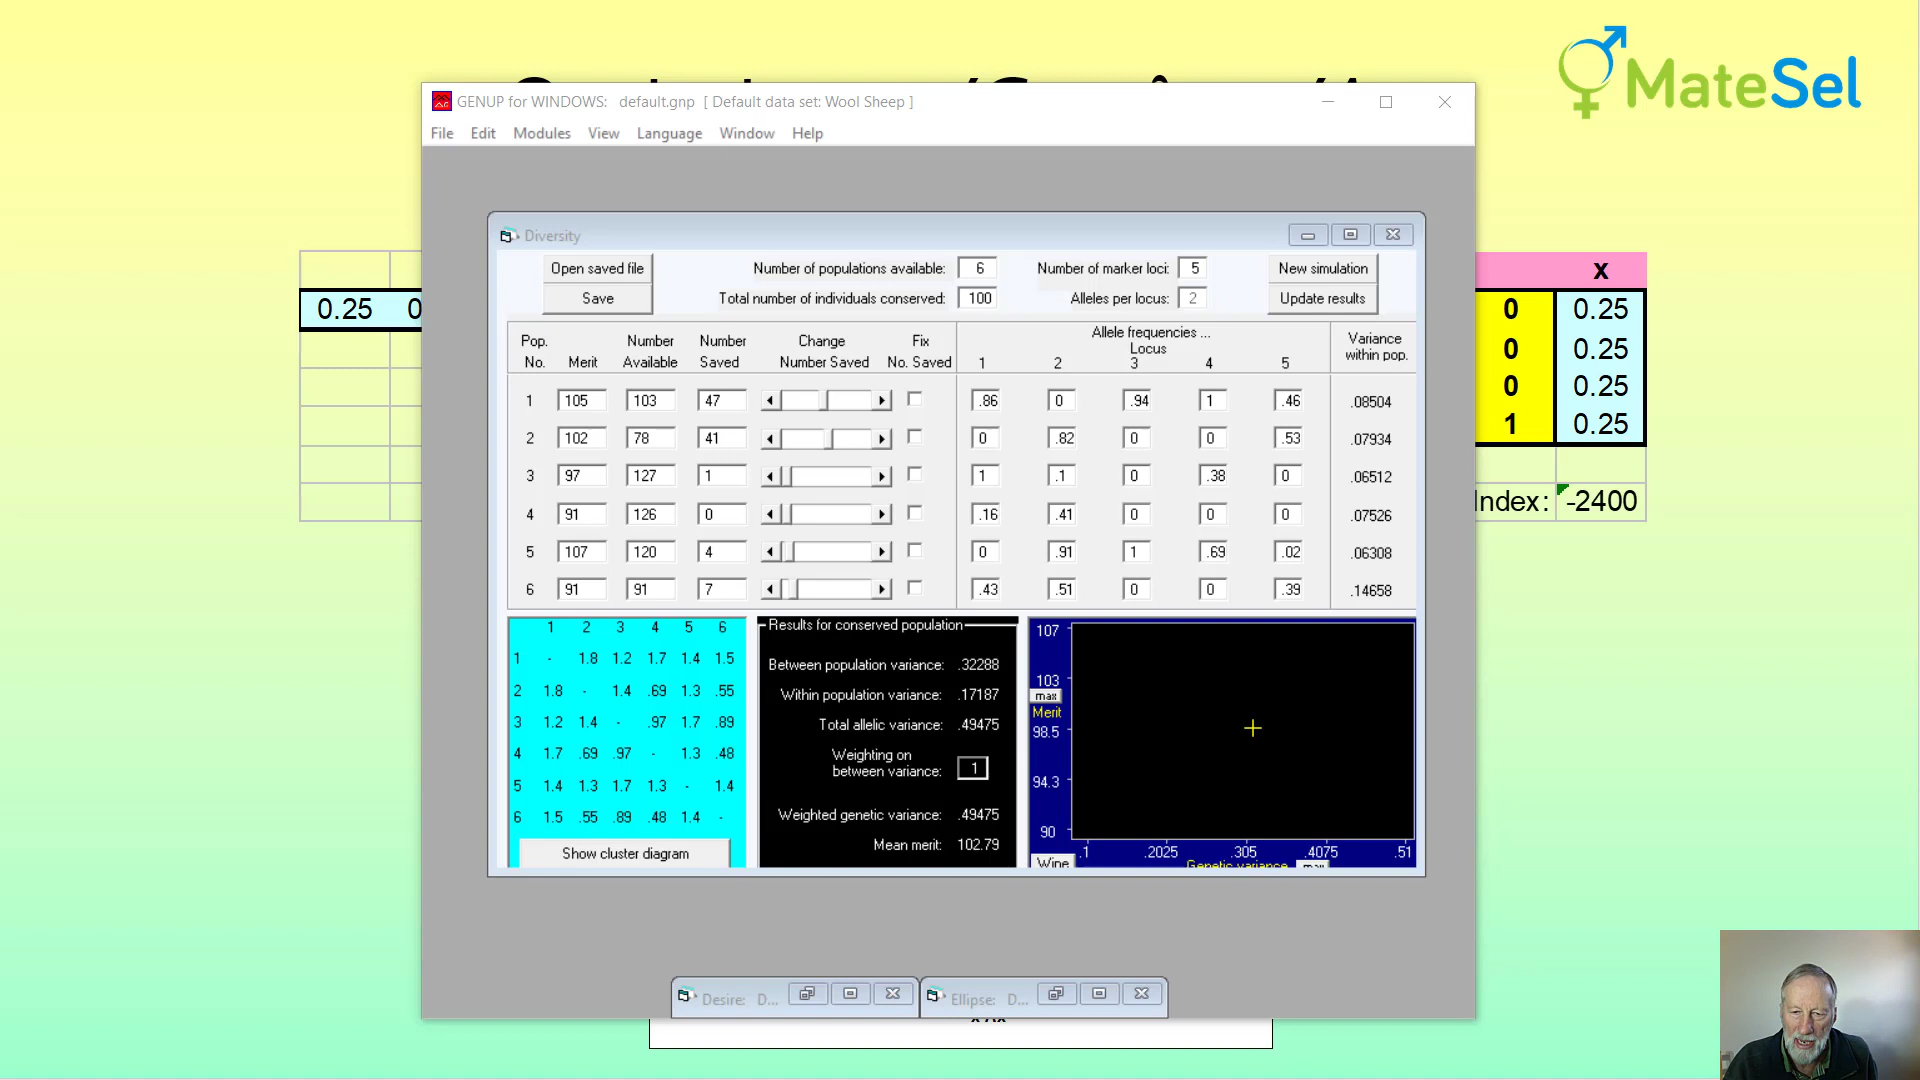 MateSel
GENUP for WINDOWS: default.gnp [ Default data set: Wool Sheep ]
File Edit Modules View Language Window Help
Diversity
Open saved file Number of populations available: 6 Number of marker loci: 5 New simulation
Save Total number of individuals conserved: 100 Alleles per locus: 2 Update results
Pop. No. Merit Number Available Number Saved Change Number Saved Fix No. Saved Allele frequencies ... Locus 1 2 3 4 5 Variance within pop.
1 105 103 47 .86 0 .94 1 .46 .08504
2 102 78 41 0 .82 0 0 .53 .07934
3 97 127 1 1 .1 0 .38 0 .06512
4 91 126 0 .16 .41 0 0 0 .07526
5 107 120 4 0 .91 1 .69 .02 .06308
6 91 91 7 .43 .51 0 0 .39 .14658
1 2 3 4 5 6
1 - 1.8 1.2 1.7 1.4 1.5
2 1.8 - 1.4 .69 1.3 .55
3 1.2 1.4 - .97 1.7 .89
4 1.7 .69 .97 - 1.3 .48
5 1.4 1.3 1.7 1.3 - 1.4
6 1.5 .55 .89 .48 1.4 -
Show cluster diagram
Results for conserved population
Between population variance: .32288
Within population variance: .17187
Total allelic variance: .49475
Weighting on
between variance: 1
Weighted genetic variance: .49475
Mean merit: 102.79
107
103
max
Merit
98.5
94.3
90
Wipe .1 .2025 .305 .4075 .51
Genetic variance max
Desire: D... Ellipse: D...
0.25 0
x
0 0.25
0 0.25
0 0.25
1 0.25
Index: -2400